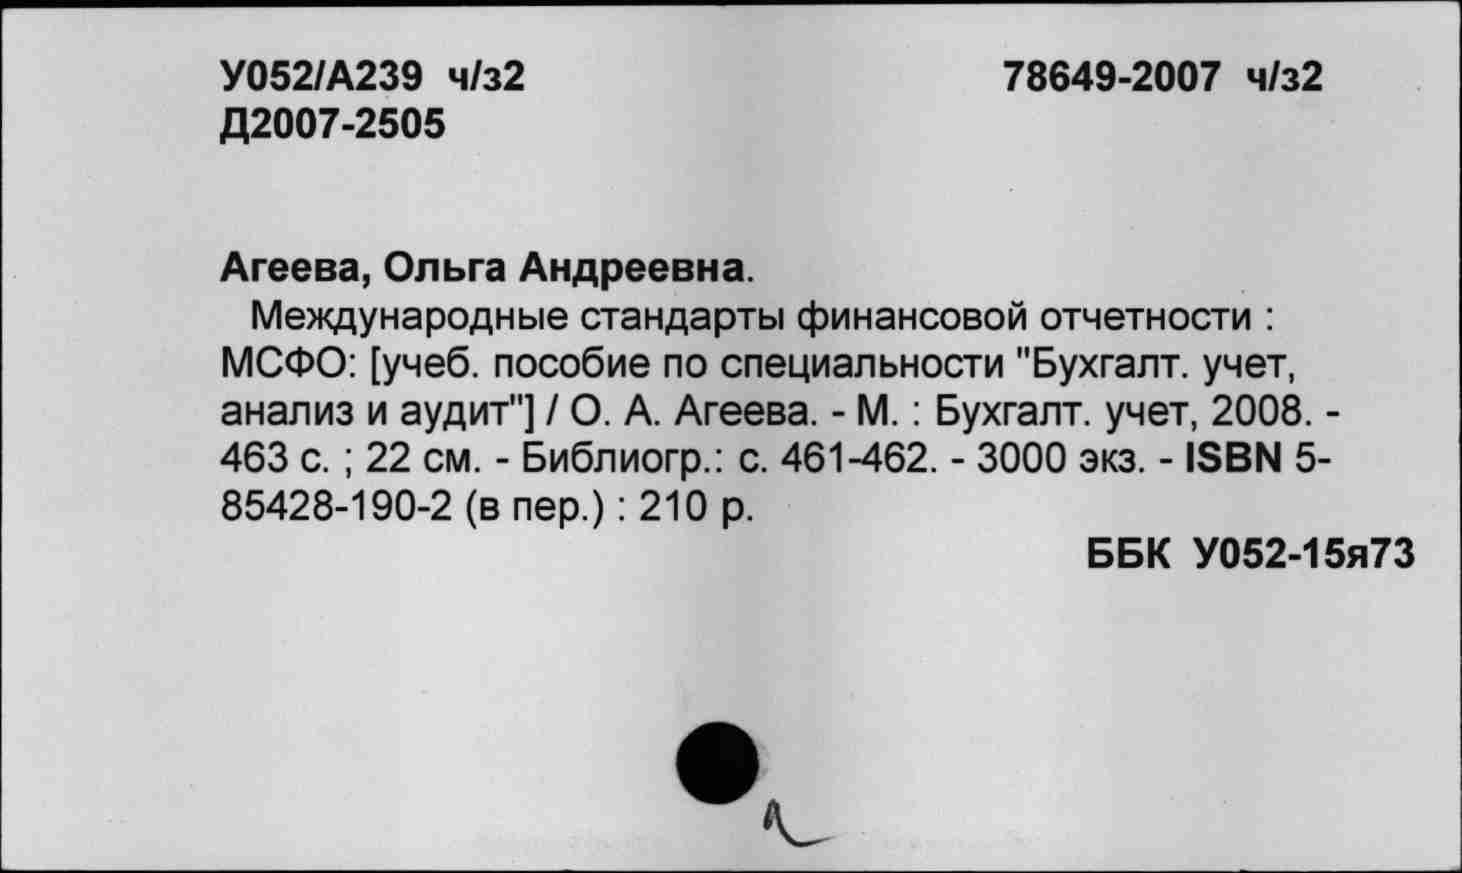 У052/А239 ч/з2 78649-2007 ч/з2
Д2007-2505
Агеева, Ольга Андреевна.
Международные стандарты финансовой отчетности :
МСФО: [учеб. пособие по специальности "Бухгалт. учет,
анализ и аудит"] / О. А. Агеева. - М. : Бухгалт. учет, 2008. -
463 с. ; 22 см. - Библиогр.: с. 461-462. - 3000 экз. - ISBN 5-
85428-190-2 (в пер.) : 210 р.
ББК У052-15я73